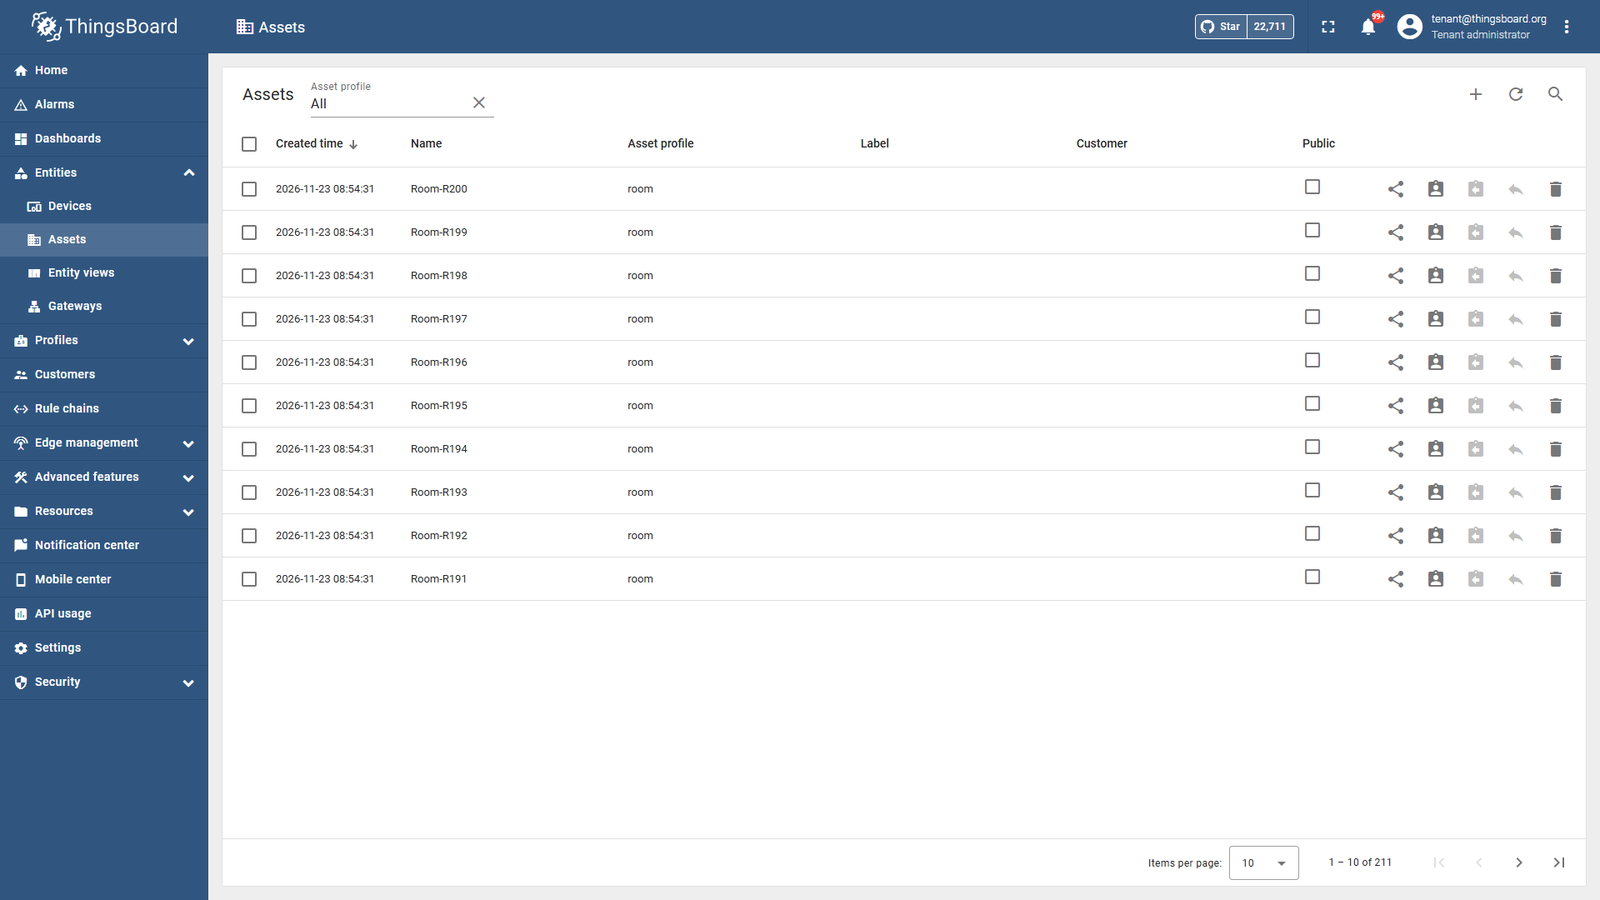 ThingsBoard
Assets
Star 22,711
99+
tenant@thingsboard.org
Tenant administrator
Home
Alarms
Dashboards
Entities
Devices
Assets
Entity views
Gateways
Profiles
Customers
Rule chains
Edge management
Advanced features
Resources
Notification center
Mobile center
API usage
Settings
Security
Assets
Asset profile
All
Created time Name Asset profile Label Customer Public
2026-11-23 08:54:31 Room-R200 room
2026-11-23 08:54:31 Room-R199 room
2026-11-23 08:54:31 Room-R198 room
2026-11-23 08:54:31 Room-R197 room
2026-11-23 08:54:31 Room-R196 room
2026-11-23 08:54:31 Room-R195 room
2026-11-23 08:54:31 Room-R194 room
2026-11-23 08:54:31 Room-R193 room
2026-11-23 08:54:31 Room-R192 room
2026-11-23 08:54:31 Room-R191 room
Items per page: 10 1 – 10 of 211